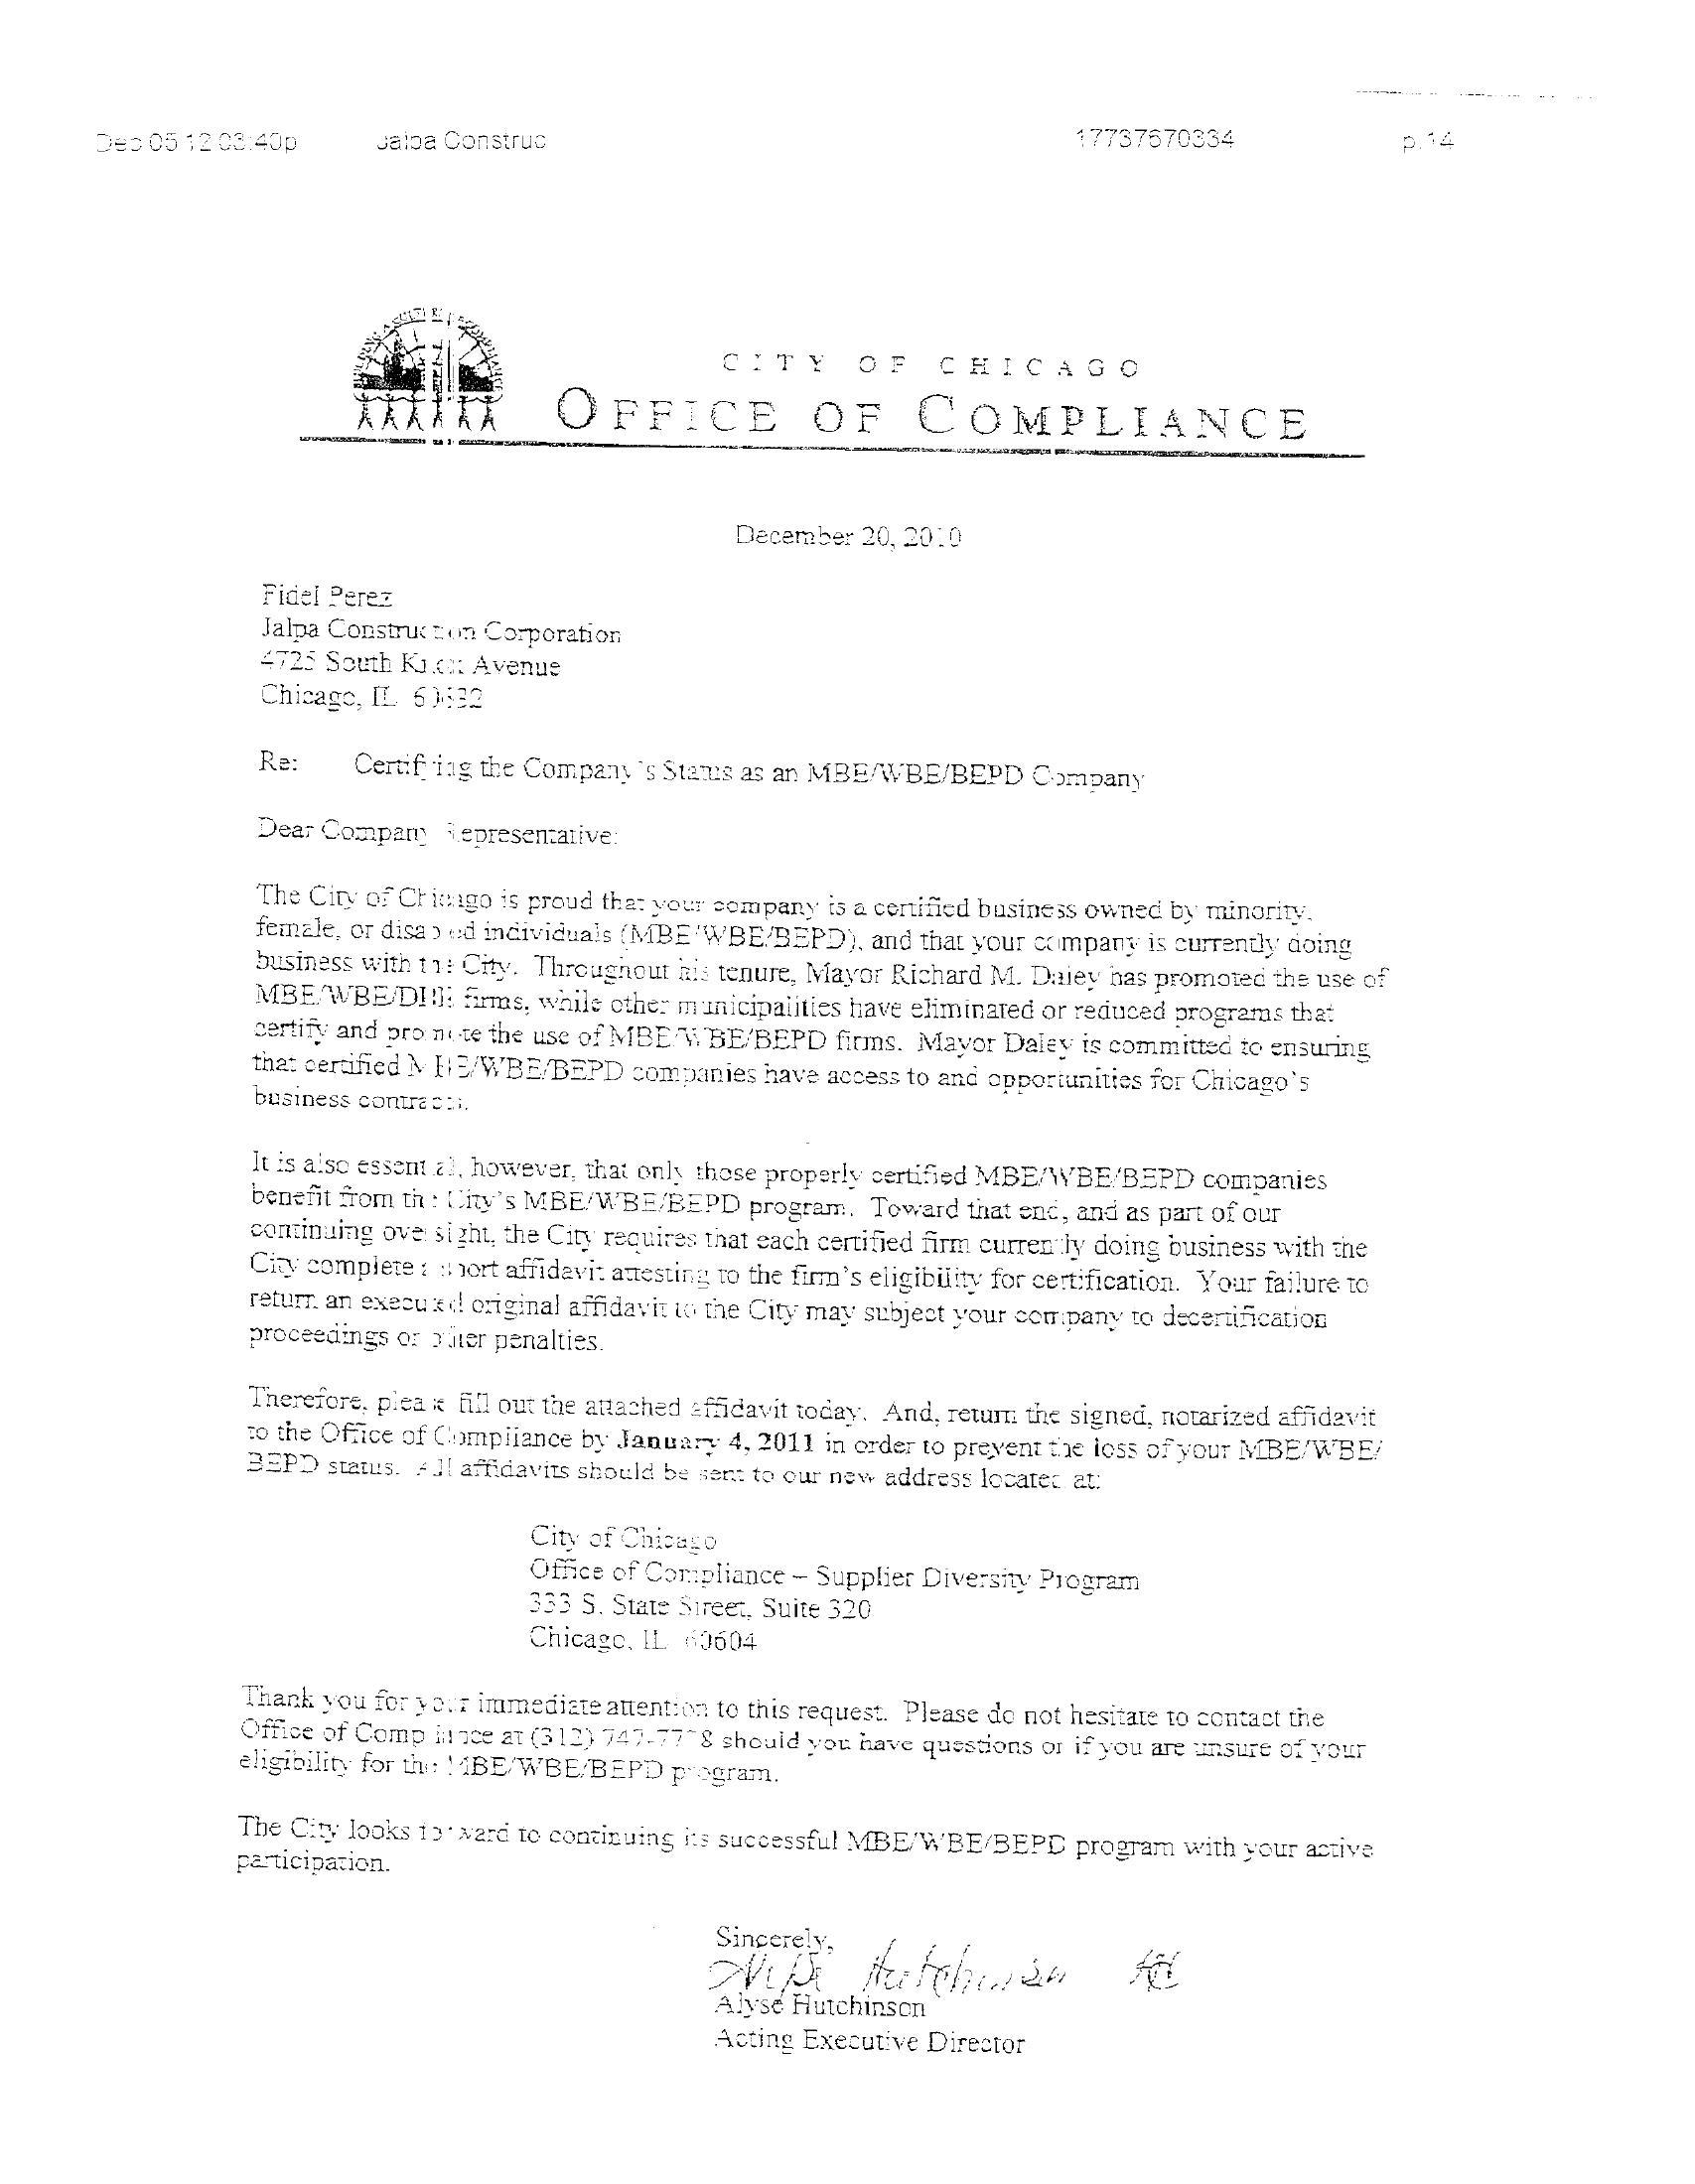 Dec 05 12 03:40p Jalpa Construc 17737670334 p.14
CITY OF CHICAGO
OFFICE OF COMPLIANCE
December 20, 2010
Fidel Perez
Jalpa Construction Corporation
4725 South Avenue
Chicago, IL 60632
Re: Certifying the Company's Status as an MBE/WBE/BEPD Company
Dear Company Representative:
The City of Chicago is proud that your company is a certified business owned by minority,
female, or disabled individuals (MBE/WBE/BEPD), and that your company is currently doing
business with the City. Throughout his tenure, Mayor Richard M. Daley has promoted the use of
MBE/WBE/DBE firms, while other municipalities have eliminated or reduced programs that
certify and promote the use of MBE/WBE/BEPD firms. Mayor Daley is committed to ensuring
that certified MBE/WBE/BEPD companies have access to and opportunities for Chicago's
business contracts.
It is also essential, however, that only those properly certified MBE/WBE/BEPD companies
benefit from the City's MBE/WBE/BEPD program. Toward that end, and as part of our
continuing oversight, the City requires that each certified firm currently doing business with the
City complete a short affidavit attesting to the firm's eligibility for certification. Your failure to
return an executed original affidavit to the City may subject your company to decertification
proceedings or other penalties.
Therefore, please fill out the attached affidavit today. And, return the signed, notarized affidavit
to the Office of Compliance by January 4, 2011 in order to prevent the loss of your MBE/WBE/
BEPD status. All affidavits should be sent to our new address located at:
City of Chicago
Office of Compliance – Supplier Diversity Program
333 S. State Street, Suite 320
Chicago, IL 60604
Thank you for your immediate attention to this request. Please do not hesitate to contact the
Office of Compliance at (312) 747-7778 should you have questions or if you are unsure of your
eligibility for the MBE/WBE/BEPD program.
The City looks forward to continuing its successful MBE/WBE/BEPD program with your active
participation.
Sincerely,
Alyse Hutchinson
Alyse Hutchinson
Acting Executive Director